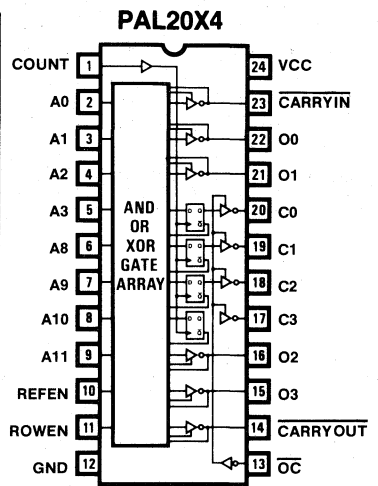 PAL20X4
COUNT 1 24 VCC
A0 2 23 CARRYIN
A1 3 22 O0
A2 4 21 O1
A3 5 AND 20 C0
A8 6 OR 19 C1
XOR
A9 7 GATE 18 C2
ARRAY
A10 8 17 C3
A11 9 16 O2
REFEN 10 15 O3
ROWEN 11 14 CARRYOUT
GND 12 13 OC